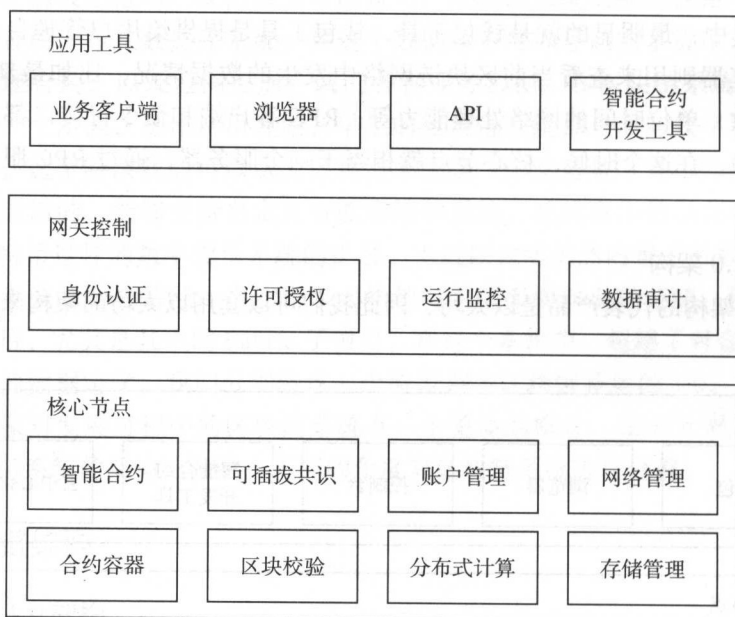 应用工具
业务客户端
浏览器
API
智能合约
开发工具
网关控制
身份认证
许可授权
运行监控
数据审计
核心节点
智能合约
可插拔共识
账户管理
网络管理
合约容器
区块校验
分布式计算
存储管理